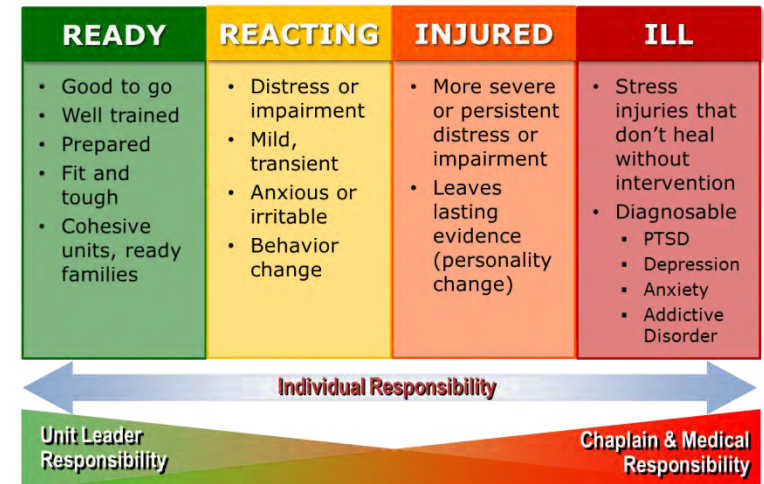 READY
• Good to go
• Well trained
• Prepared
• Fit and
tough
• Cohesive
units, ready
families
REACTING
• Distress or
impairment
• Mild,
transient
• Anxious or
irritable
• Behavior
change
INJURED
• More severe
or persistent
distress or
impairment
• Leaves
lasting
evidence
(personality
change)
ILL
• Stress
injuries that
don’t heal
without
intervention
• Diagnosable
▪ PTSD
▪ Depression
▪ Anxiety
▪ Addictive
Disorder
Individual Responsibility
Unit Leader
Responsibility
Chaplain & Medical
Responsibility